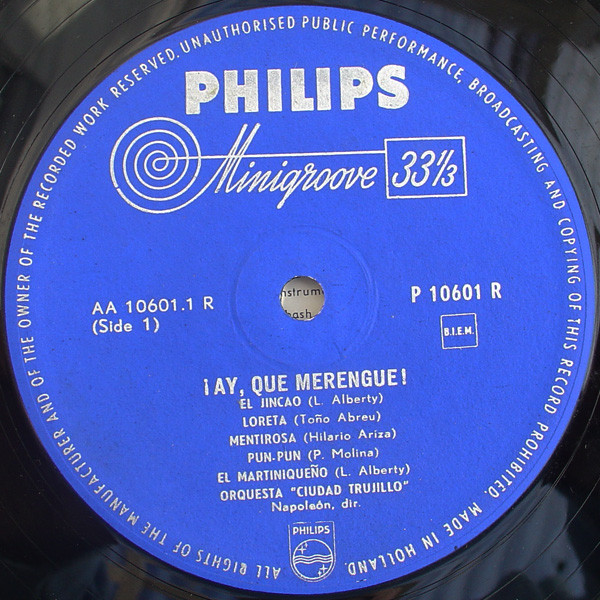 ALL RIGHTS OF THE MANUFACTURER AND OF THE OWNER OF THE RECORDED WORK RESERVED. UNAUTHORISED PUBLIC PERFORMANCE, BROADCASTING AND COPYING OF THIS RECORD PROHIBITED. MADE IN HOLLAND.
PHILIPS
Minigroove 33 1/3
AA 10601.1 R
(Side 1)
P 10601 R
B.I.E.M.
¡AY, QUE MERENGUE!
EL JINCAO (L. Alberty)
LORETA (Toño Abreu)
MENTIROSA (Hilario Ariza)
PUN-PUN (P. Molina)
EL MARTINIQUEÑO (L. Alberty)
ORQUESTA "CIUDAD TRUJILLO"
Napoleón, dir.
PHILIPS